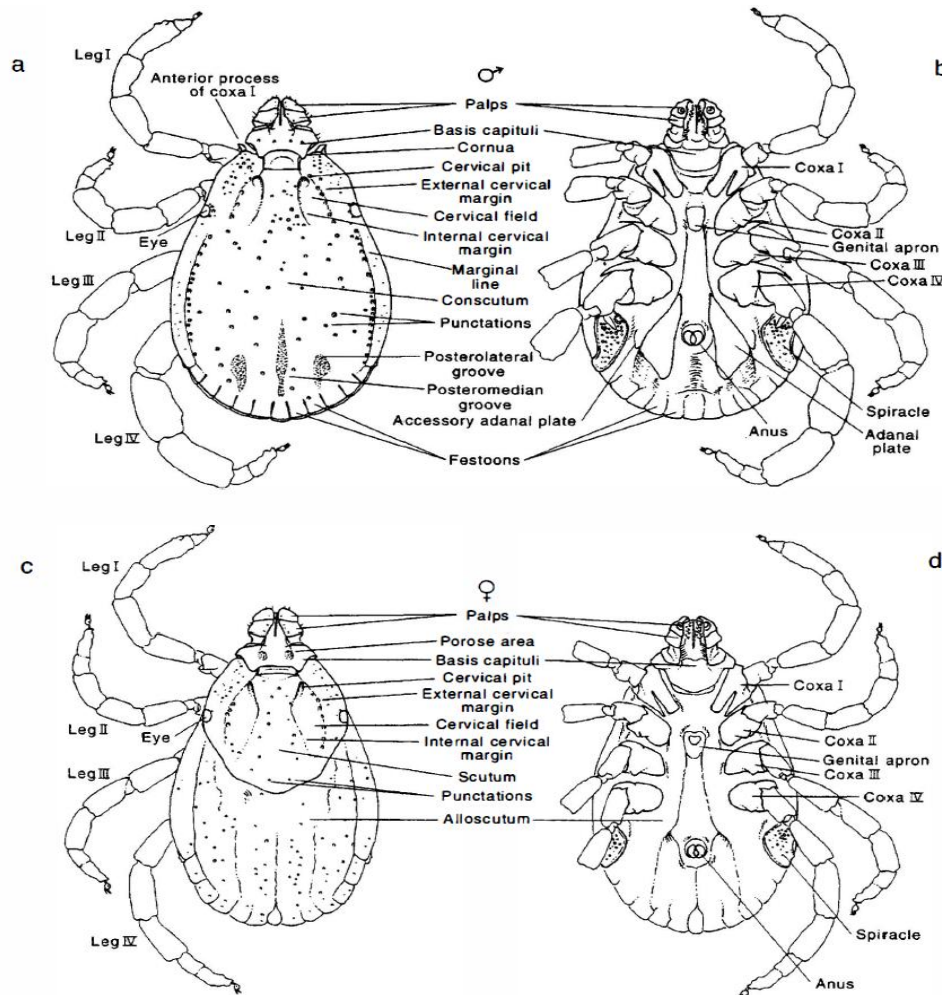 a
♂
b
Leg I
Anterior process
of coxa I
Palps
Basis capituli
Cornua
Cervical pit
External cervical
margin
Cervical field
Internal cervical
margin
Marginal
line
Conscutum
Punctations
Posterolateral
groove
Posteromedian
groove
Accessory adanal plate
Festoons
Leg II
Eye
Leg III
Leg IV
Coxa I
Coxa II
Genital apron
Coxa III
Coxa IV
Spiracle
Anus
Adanal
plate
c
♀
d
Leg I
Palps
Porose area
Basis capituli
Cervical pit
External cervical
margin
Cervical field
Internal cervical
margin
Scutum
Punctations
Alloscutum
Leg II
Eye
Leg III
Leg IV
Coxa I
Coxa II
Genital apron
Coxa III
Coxa IV
Spiracle
Anus